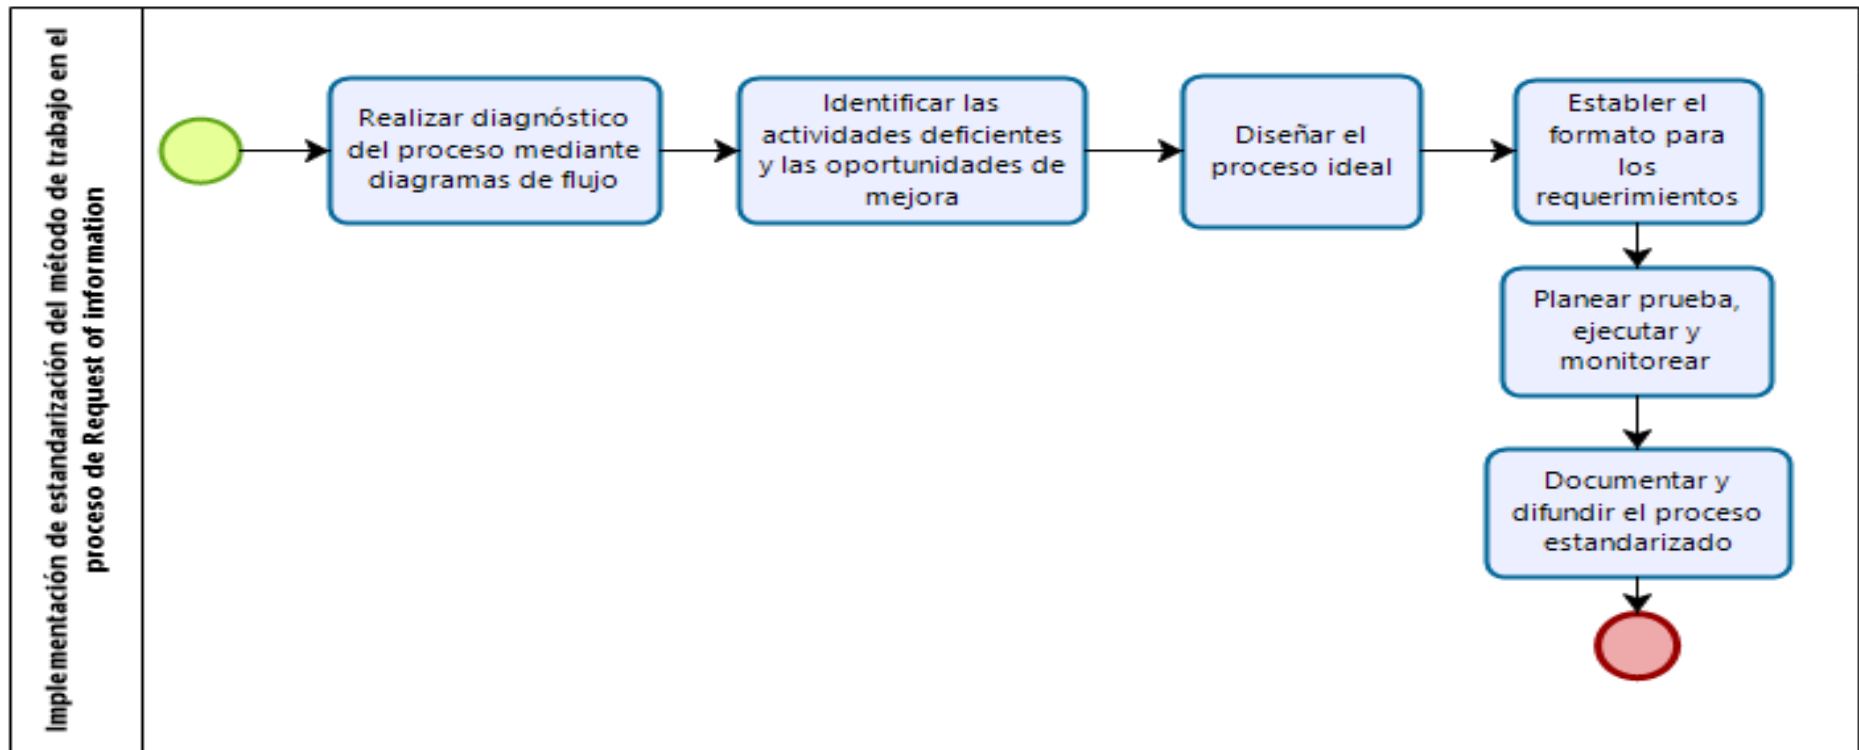 Implementación de estandarización del método de trabajo en el
proceso de Request of information
Realizar diagnóstico
del proceso mediante
diagramas de flujo
Identificar las
actividades deficientes
y las oportunidades de
mejora
Diseñar el
proceso ideal
Establer el
formato para
los
requerimientos
Planear prueba,
ejecutar y
monitorear
Documentar y
difundir el proceso
estandarizado